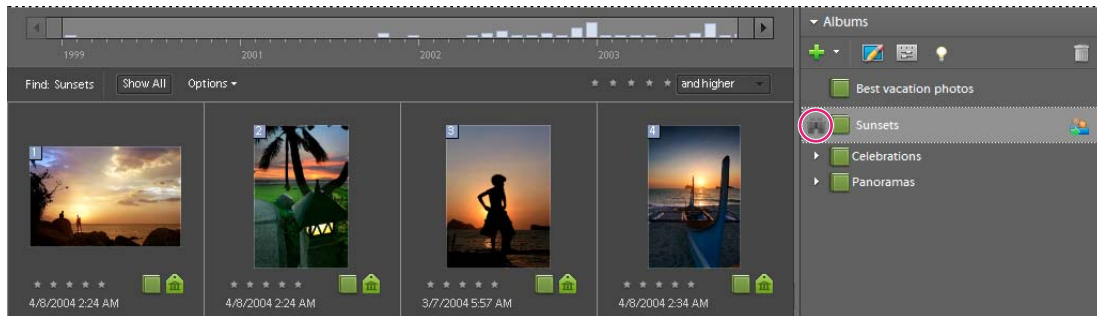 Albums
1999 2001 2002 2003
Find: Sunsets Show All Options and higher
Best vacation photos
Sunsets
Celebrations
Panoramas
1 2 3 4
4/8/2004 2:24 AM 4/8/2004 2:24 AM 3/7/2004 5:57 AM 4/8/2004 2:34 AM